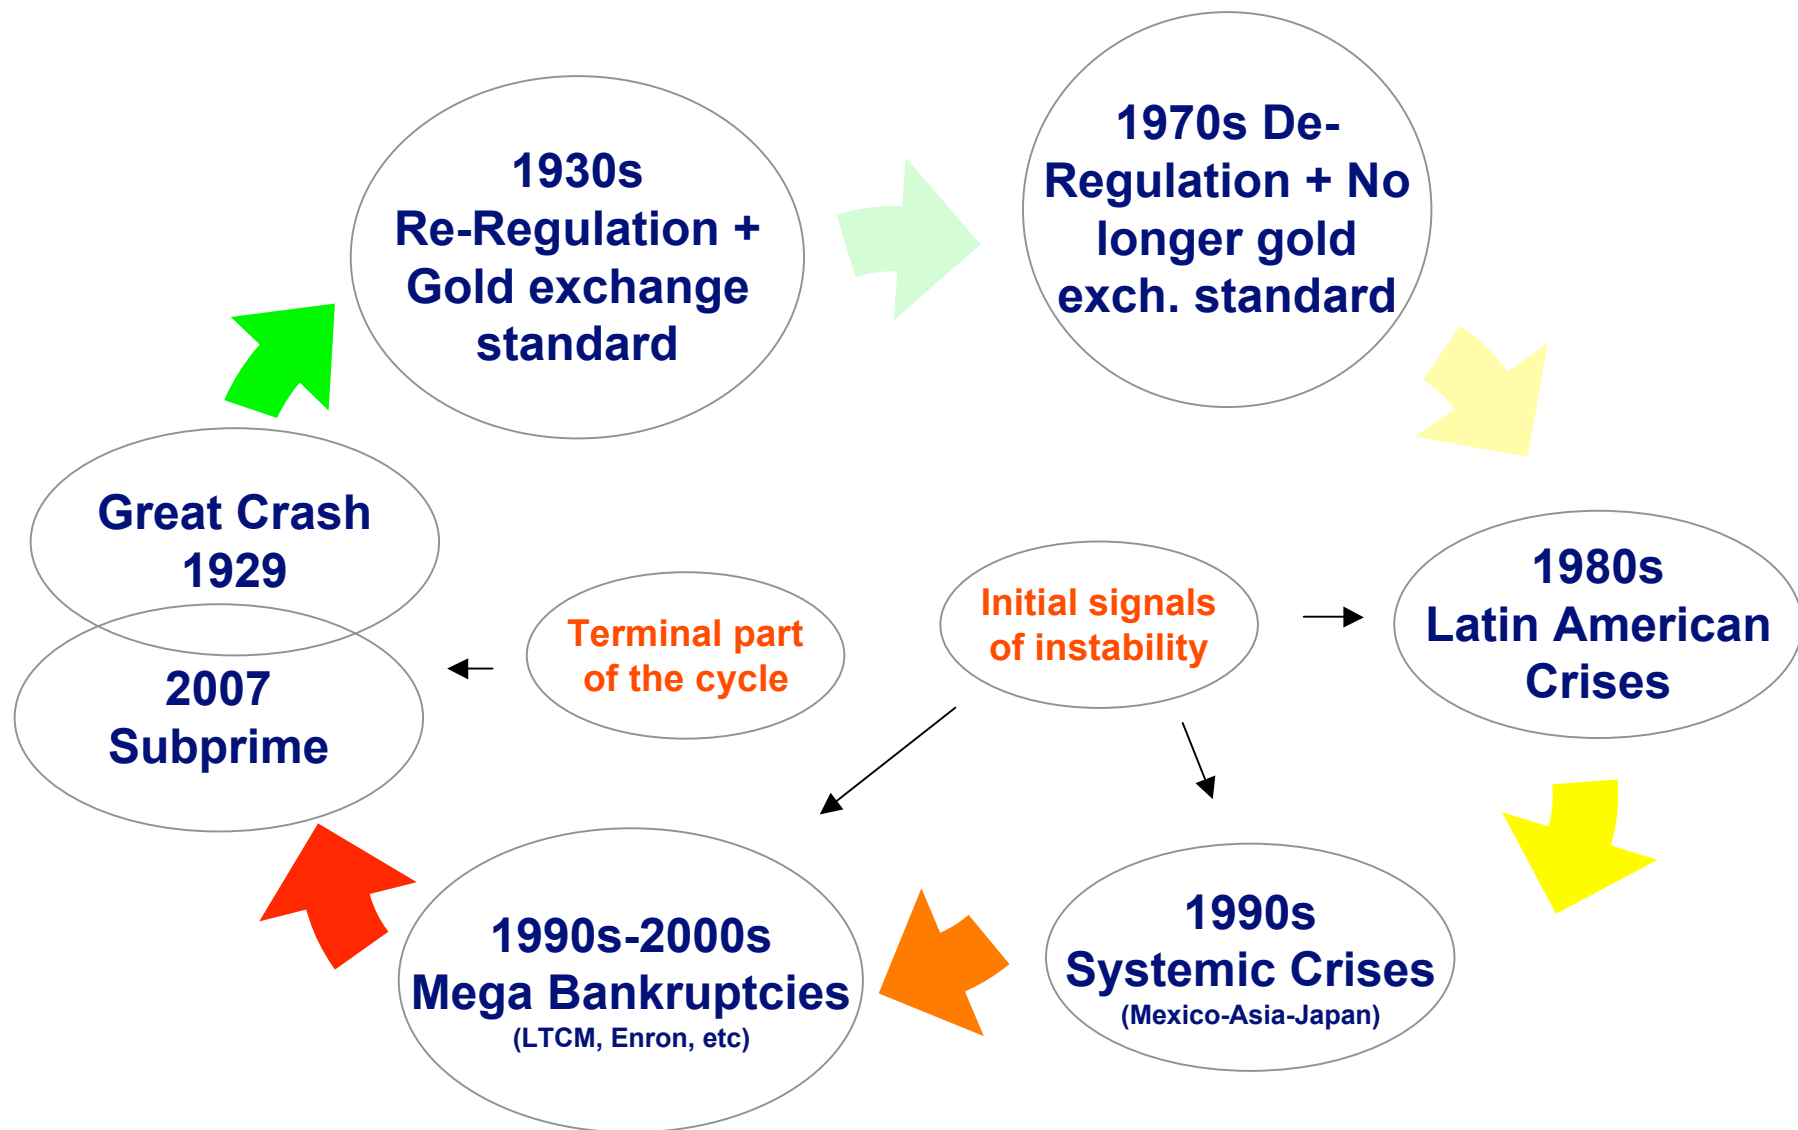 1930s
Re-Regulation +
Gold exchange
standard
1970s De-
Regulation + No
longer gold
exch. standard
Great Crash
1929
2007
Subprime
Terminal part
of the cycle
Initial signals
of instability
1980s
Latin American
Crises
1990s-2000s
Mega Bankruptcies
(LTCM, Enron, etc)
1990s
Systemic Crises
(Mexico-Asia-Japan)